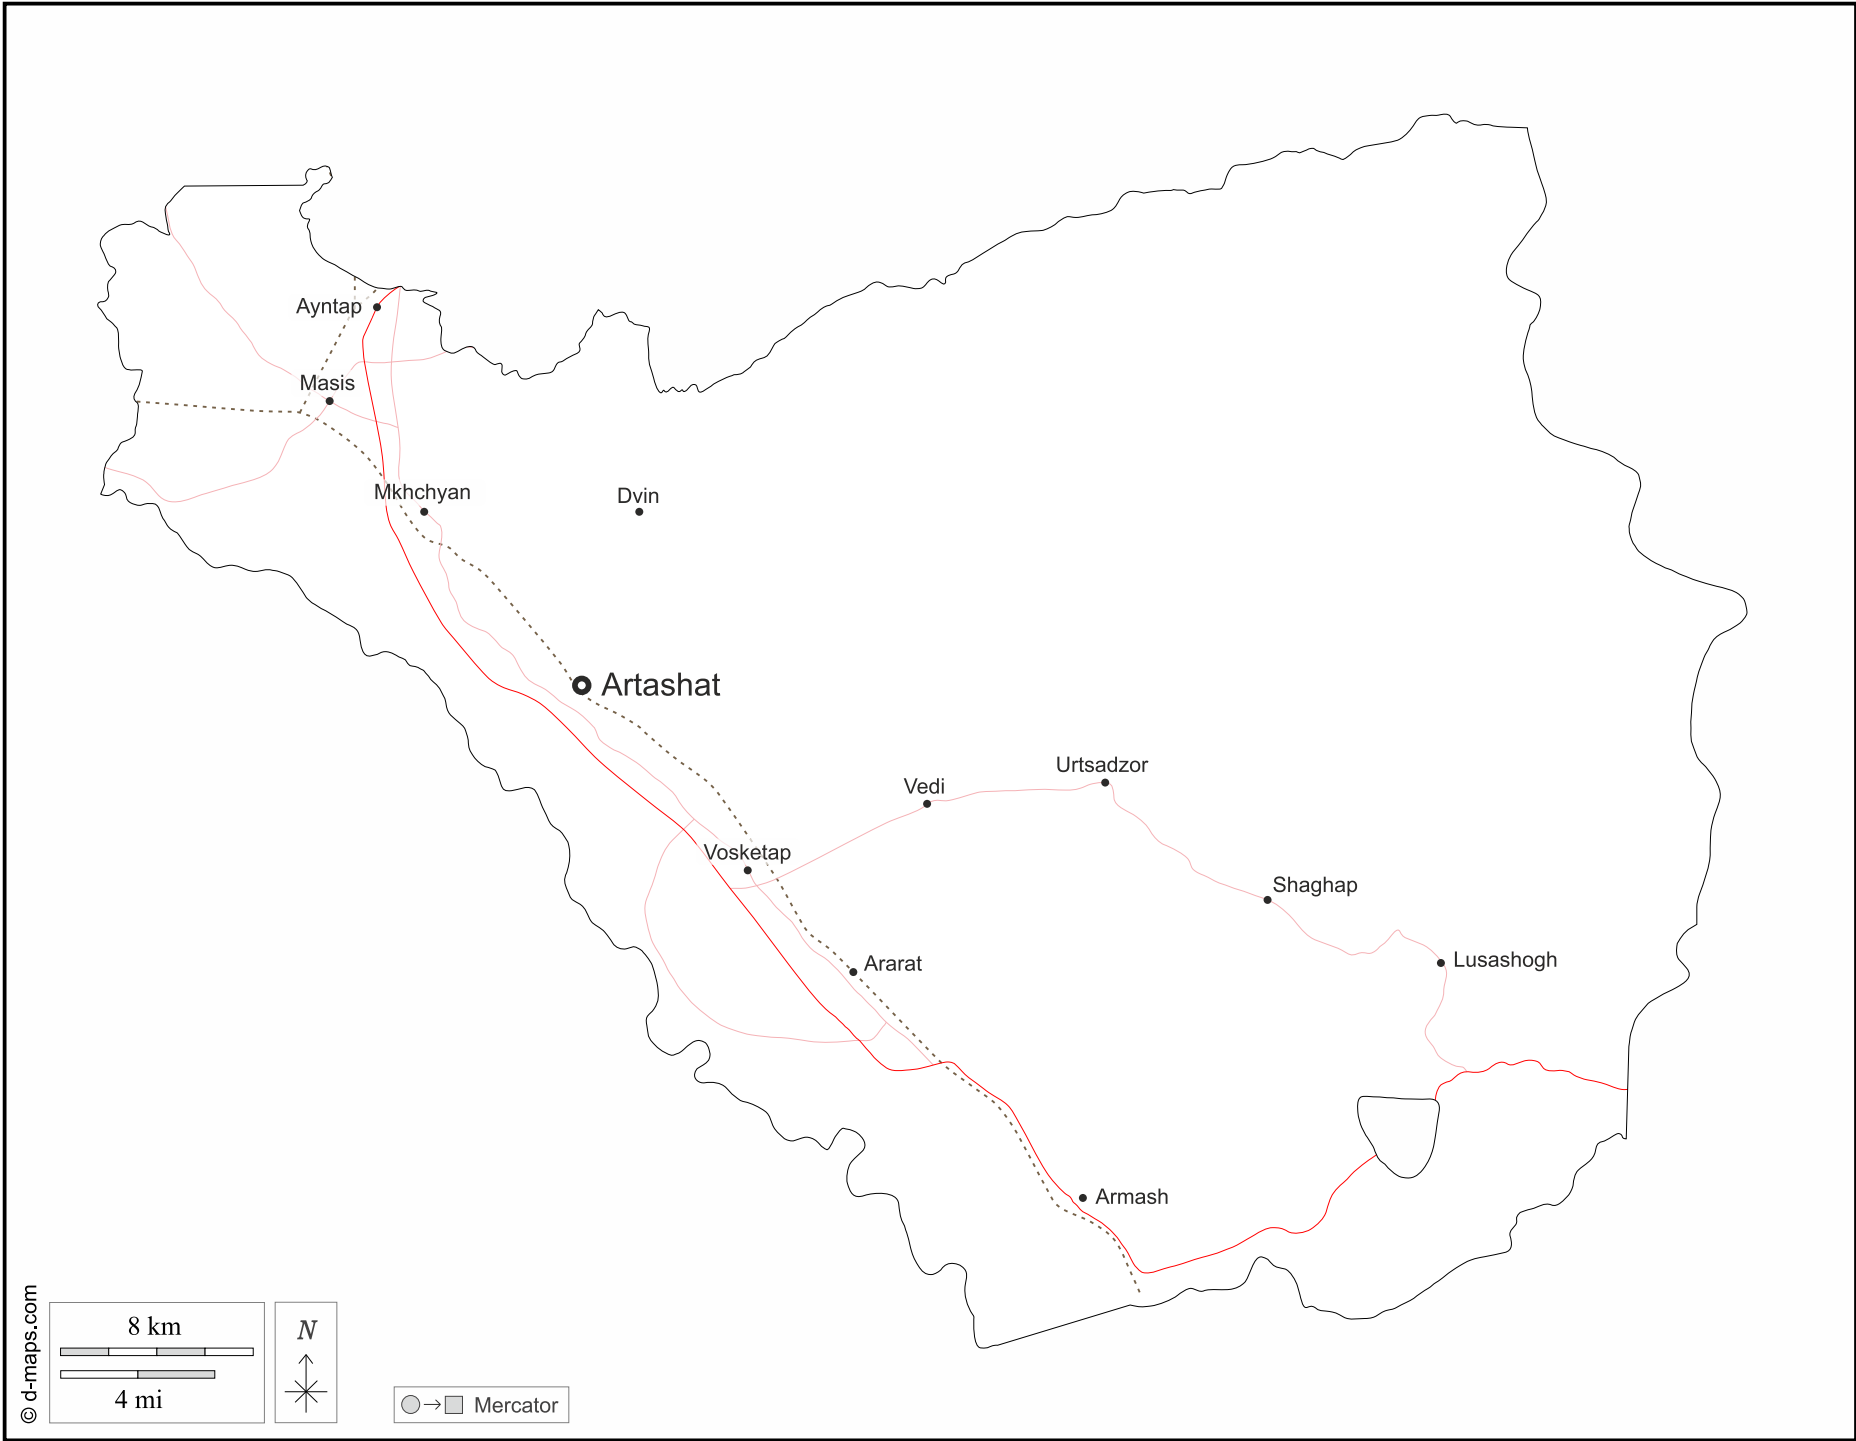 Ayntap
Masis
Mkhchyan
Dvin
Artashat
Urtsadzor
Vedi
Vosketap
Shaghap
Ararat
Lusashogh
Armash
© d-maps.com
8 km
4 mi
N
Mercator